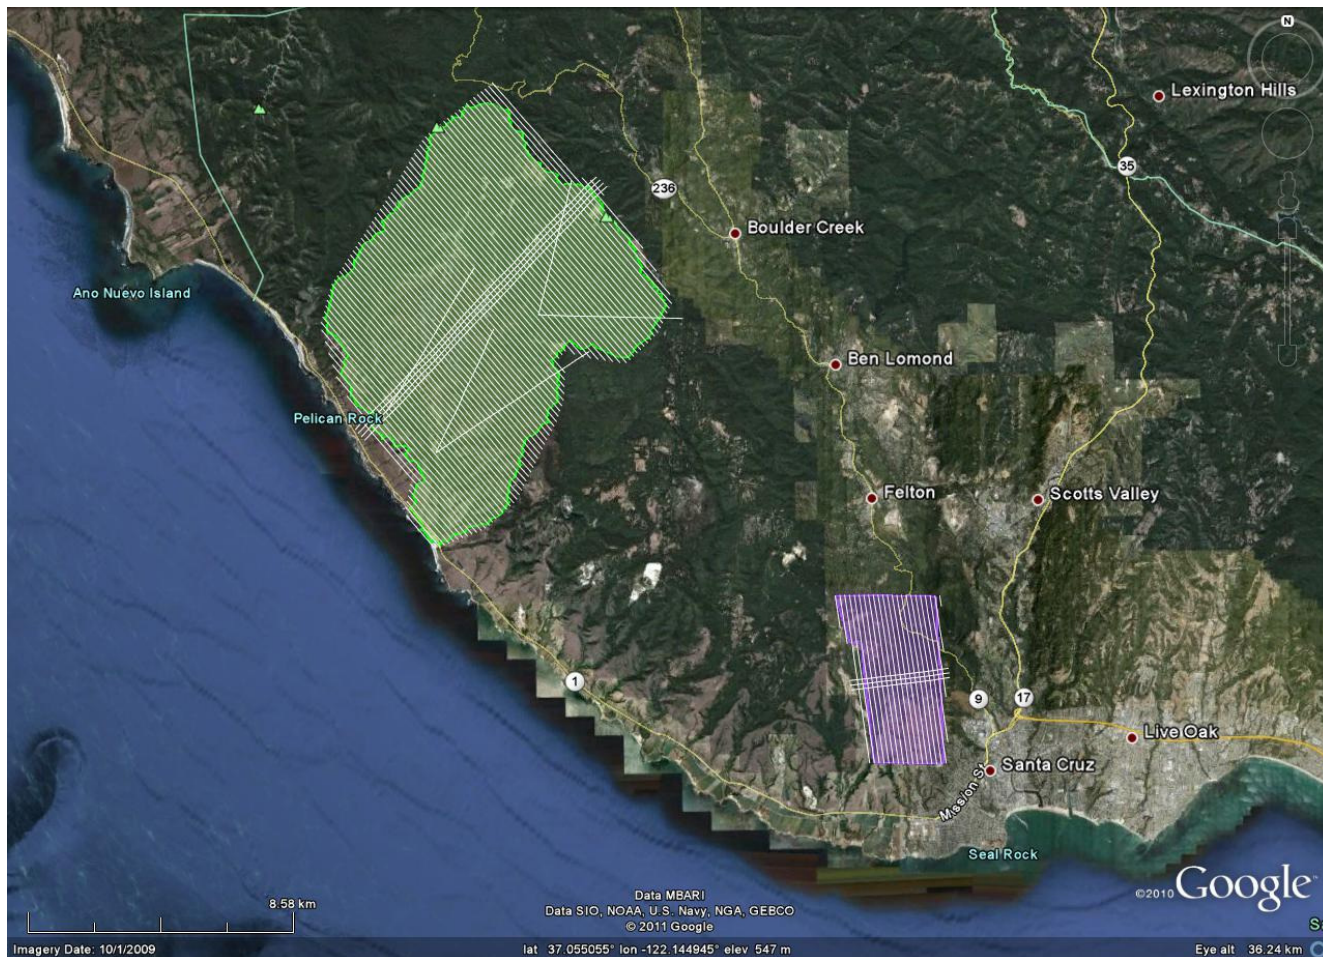 N
Lexington Hills
35
236
Boulder Creek
Ano Nuevo Island
Ben Lomond
Pelican Rock
Felton
Scotts Valley
1
9
17
Live Oak
Santa Cruz
Mission St
Seal Rock
8.58 km
Data MBARI
Data SIO, NOAA, U.S. Navy, NGA, GEBCO
© 2011 Google
©2010 Google
Imagery Date: 10/1/2009
lat 37.055055° lon -122.144945° elev 547 m
Eye alt 36.24 km